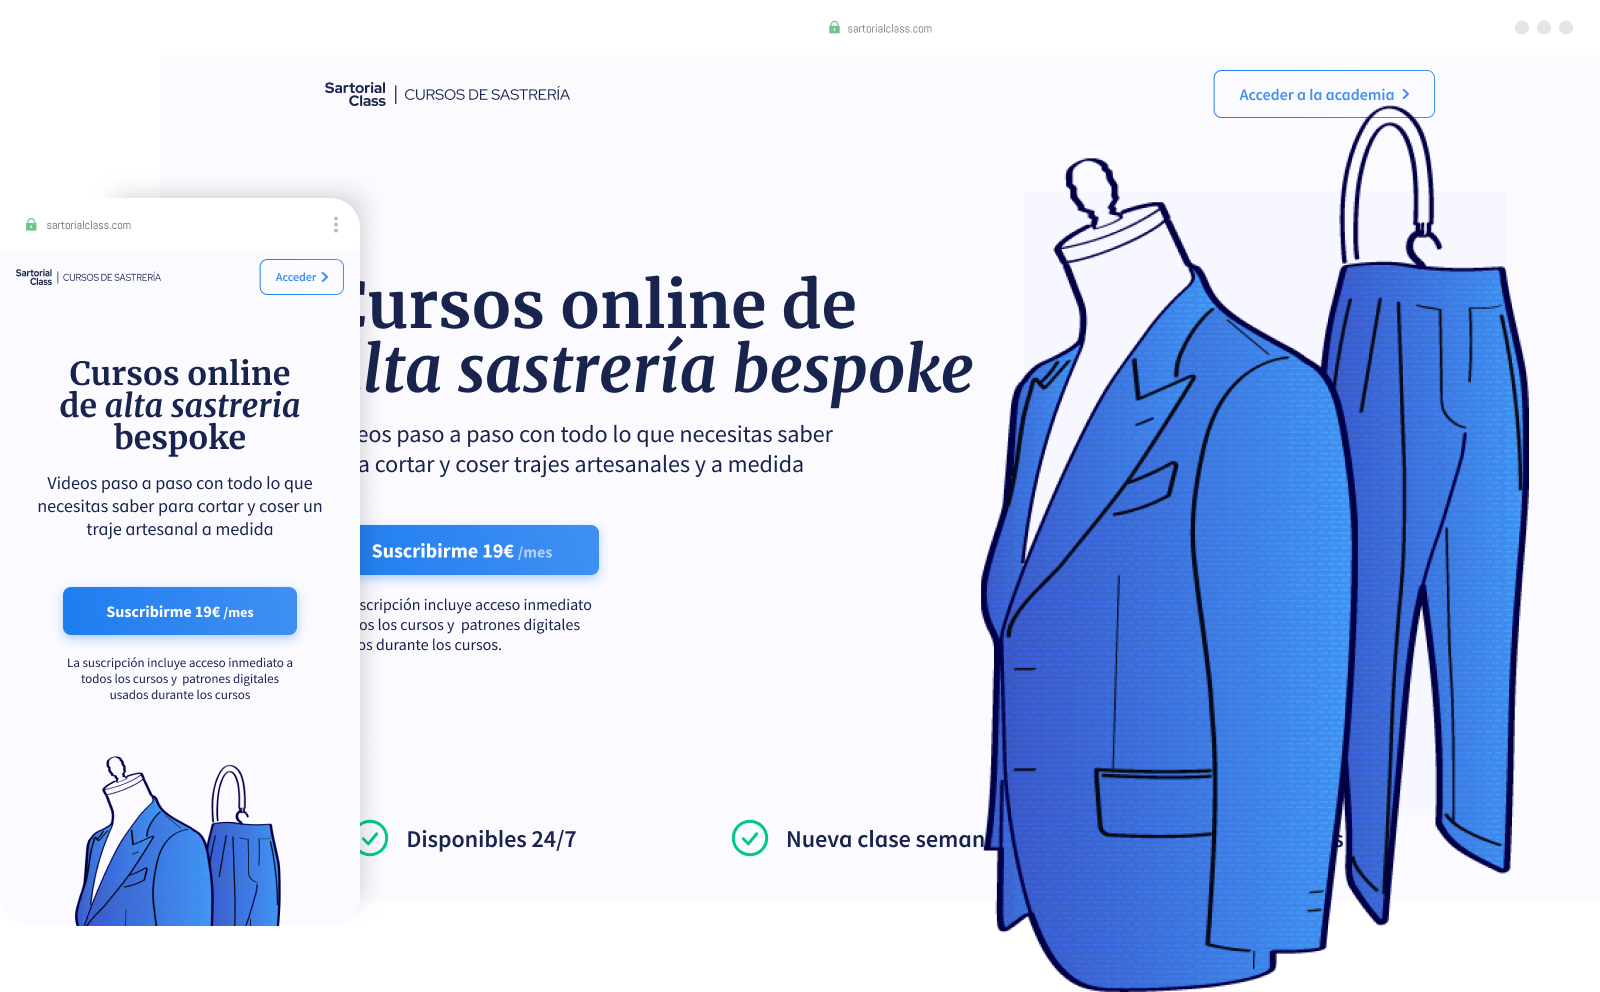 sartorialclass.com
Sartorial
Class
CURSOS DE SASTRERÍA
Acceder a la academia
Cursos online de
alta sastrería bespoke
eos paso a paso con todo lo que necesitas saber
a cortar y coser trajes artesanales y a medida
Suscribirme 19€ /mes
scripción incluye acceso inmediato
os los cursos y patrones digitales
os durante los cursos.
Disponibles 24/7
Nueva clase seman
sartorialclass.com
Sartorial
Class
CURSOS DE SASTRERÍA
Acceder
Cursos online
de alta sastreria
bespoke
Videos paso a paso con todo lo que
necesitas saber para cortar y coser un
traje artesanal a medida
Suscribirme 19€ /mes
La suscripción incluye acceso inmediato a
todos los cursos y patrones digitales
usados durante los cursos